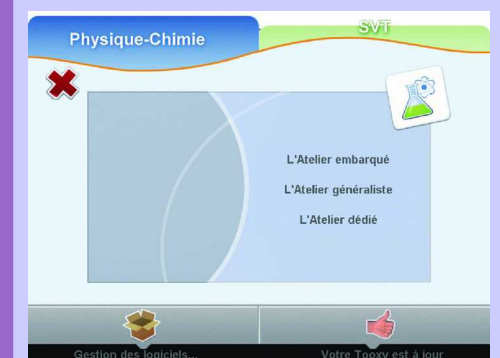 Physique-Chimie
SVT
L'Atelier embarqué
L'Atelier généraliste
L'Atelier dédié
Gestion des logiciels...
Votre Tooxy est à jour